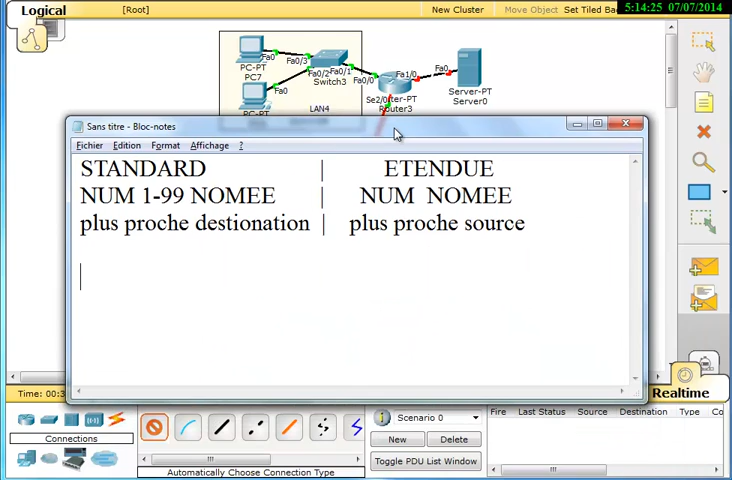 Logical
[Root]
New Cluster
Move Object
Set Tiled Ba
5:14:25 07/07/2014
PC-PT
PC7
Fa0
Fa0/3
Fa0/2
Fa0/1
Switch3
Fa0
PC-PT
LAN4
Fa0/0
Fa1/0
Fa0
Se2/0
ter-PT
Router3
Server-PT
Server0
Sans titre - Bloc-notes
Fichier Edition Format Affichage ?
STANDARD | ETENDUE
NUM 1-99 NOMEE | NUM NOMEE
plus proche destionation | plus proche source
Time: 00:3
Realtime
Connections
Automatically Choose Connection Type
Scenario 0
New Delete
Toggle PDU List Window
Fire Last Status Source Destination Type Co